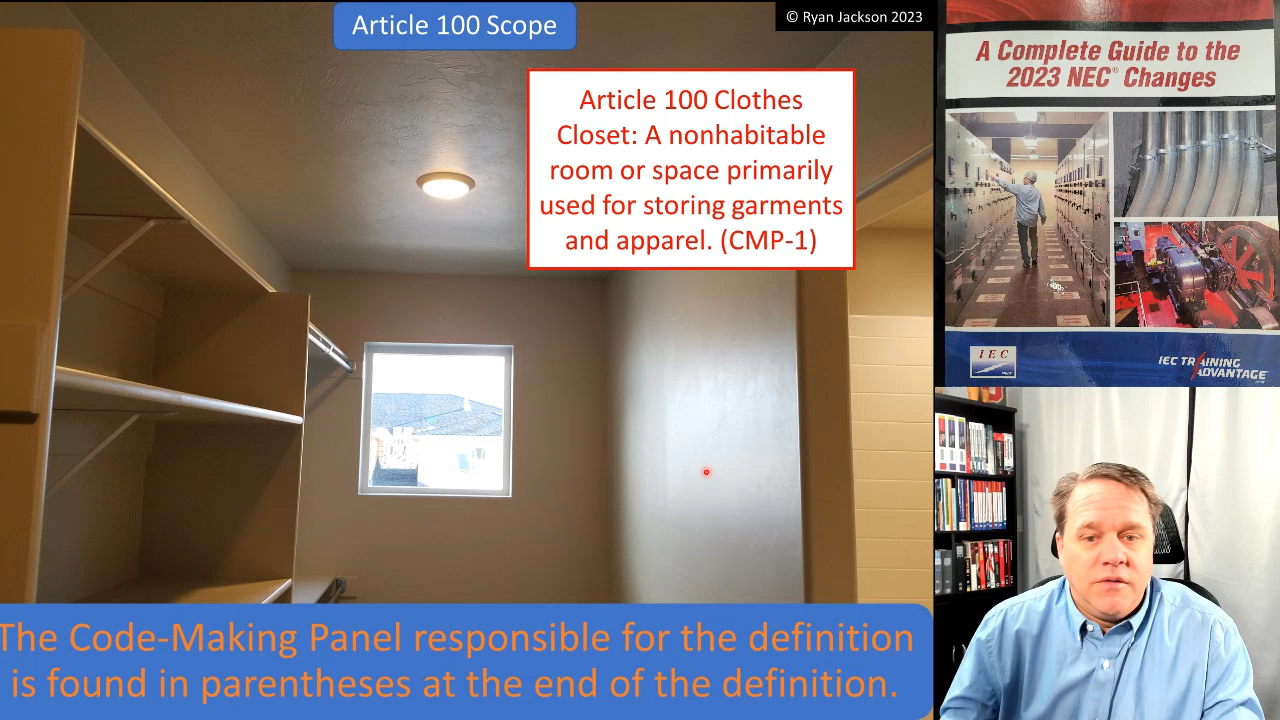 Article 100 Scope
© Ryan Jackson 2023
Article 100 Clothes
Closet: A nonhabitable
room or space primarily
used for storing garments
and apparel. (CMP-1)
The Code-Making Panel responsible for the definition
is found in parentheses at the end of the definition.
A Complete Guide to the
2023 NEC® Changes
IEC
IEC TRAINING
ADVANTAGE